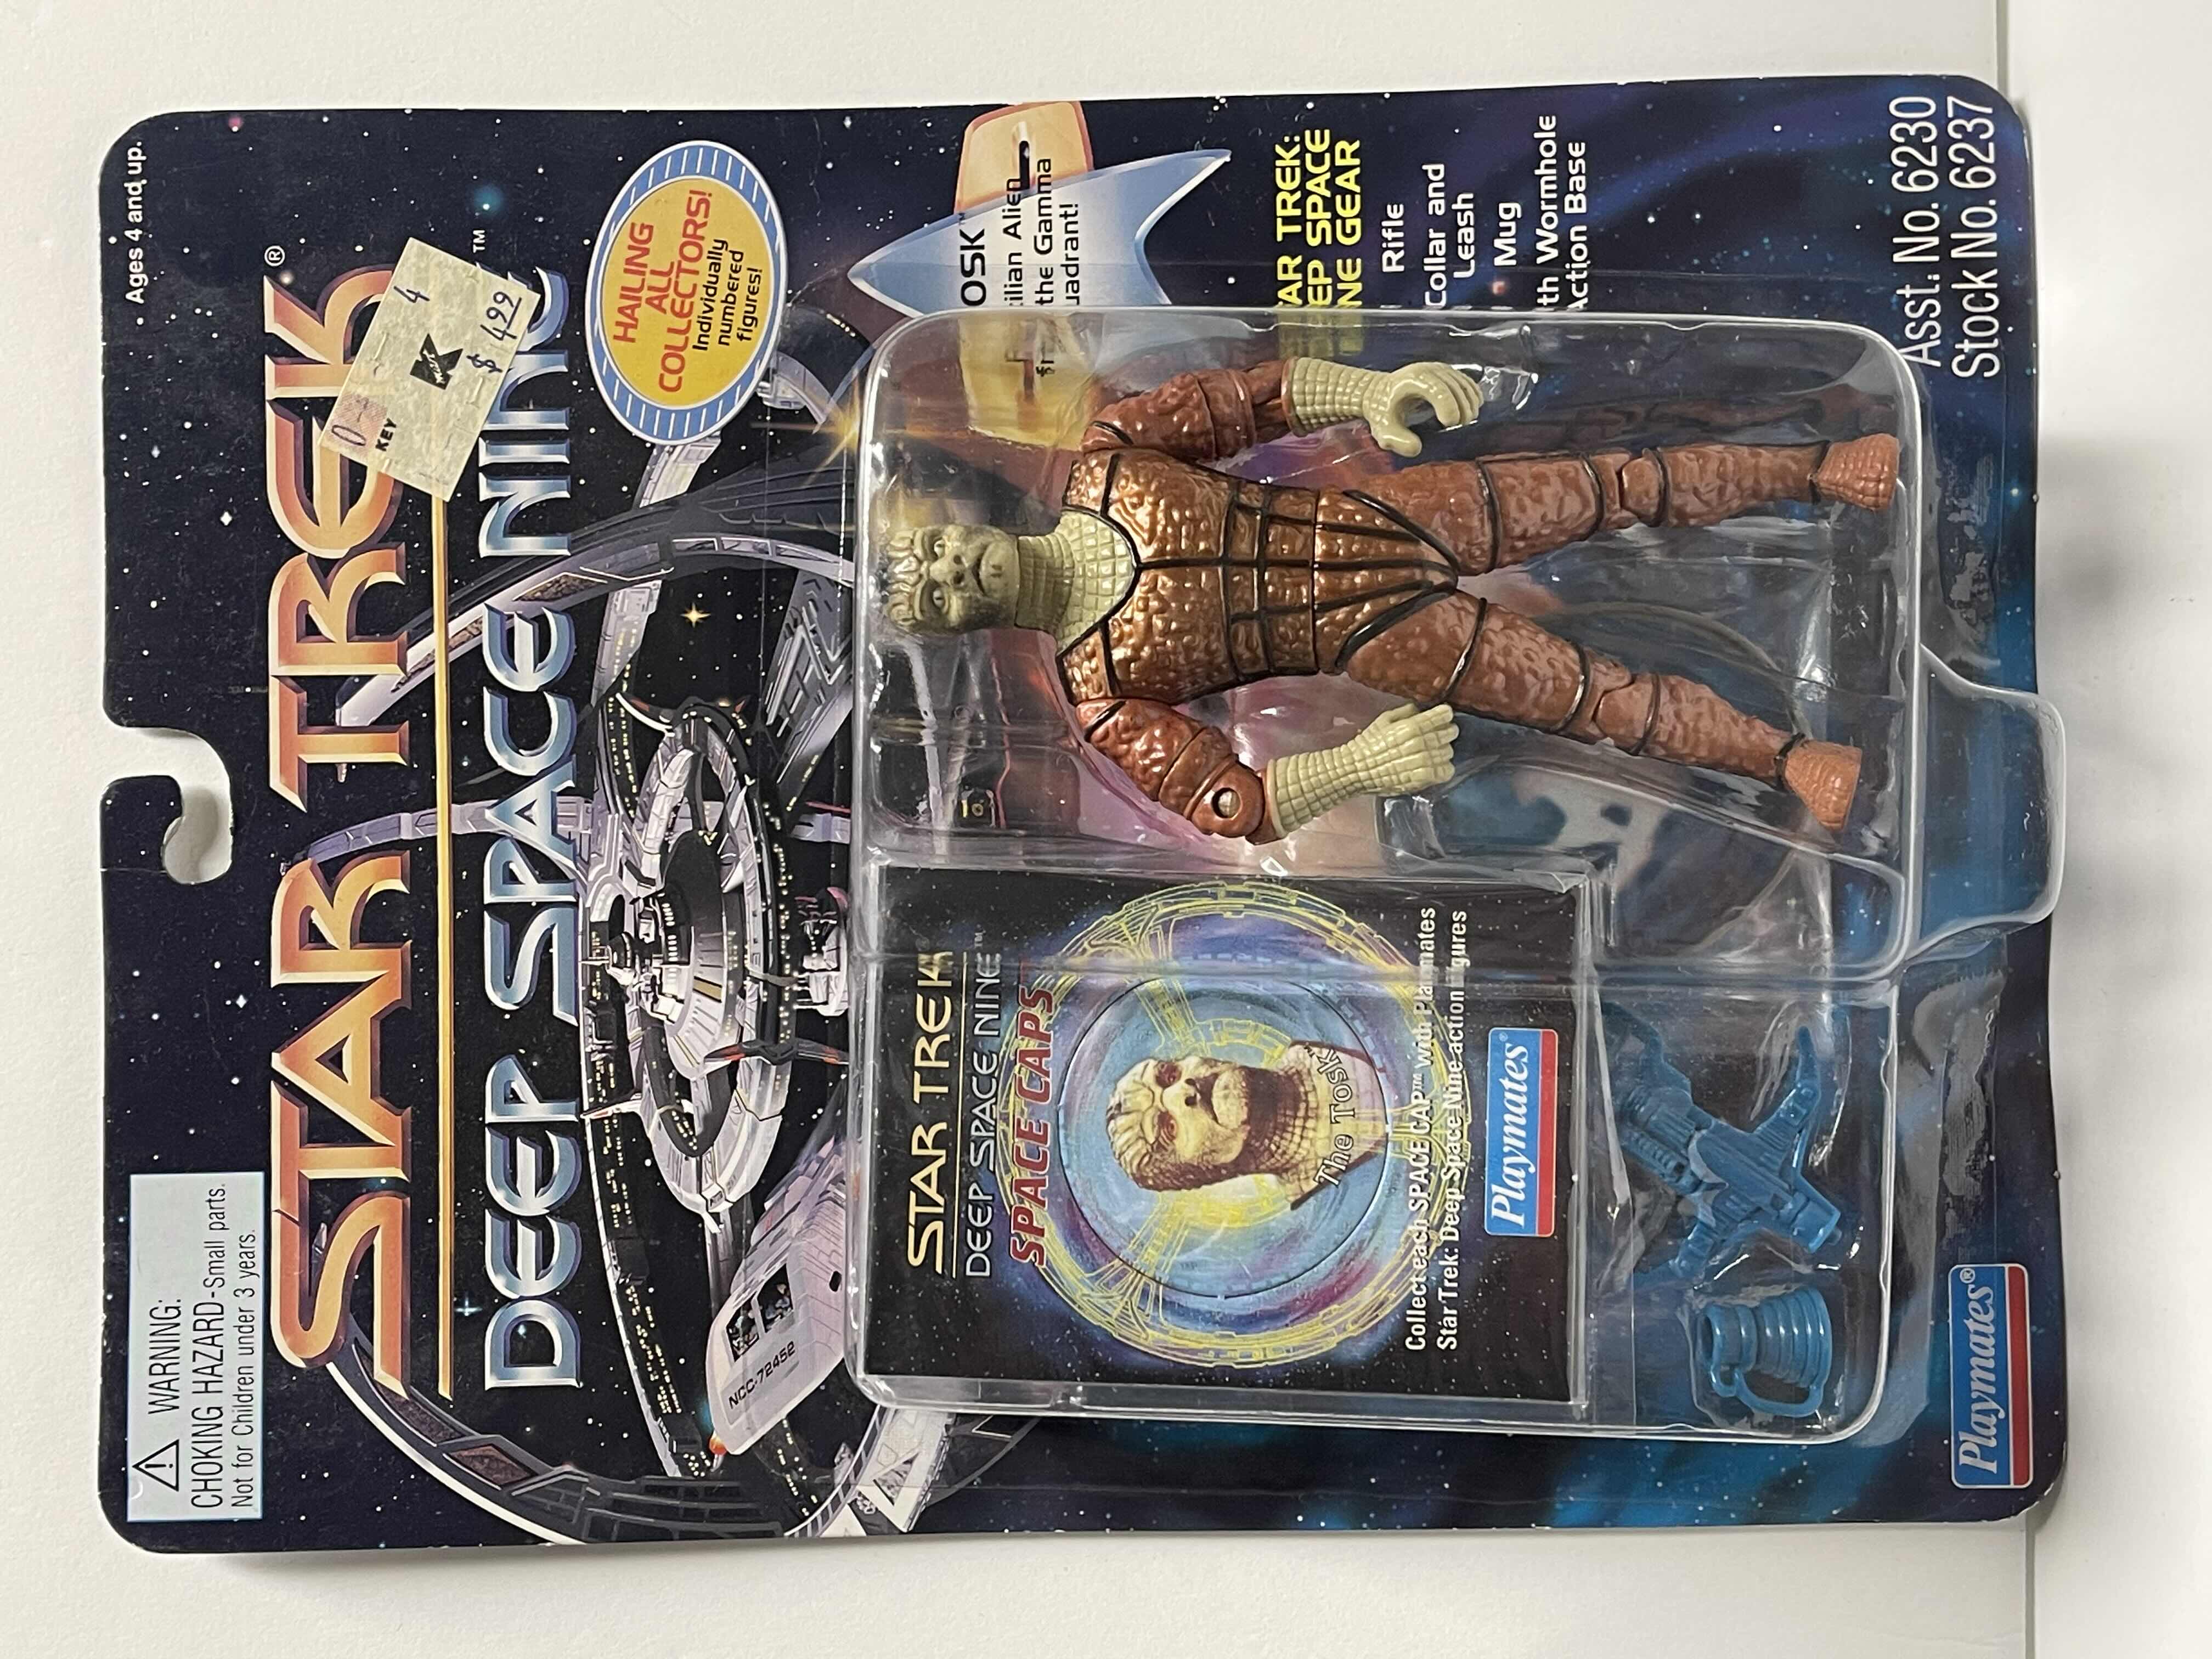 Ages 4 and up.
WARNING:
CHOKING HAZARD-Small parts.
Not for Children under 3 years.
STAR TREK®
DEEP SPACE NINE™
4
KEY
K
$ 4.99
HAILING
ALL
COLLECTORS!
Individually
numbered
figures!
NCC-72452
OSK™
ilian Alien
the Gamma
uadrant!
AR TREK:
EP SPACE
NE GEAR
Rifle
Collar and
Leash
Mug
th Wormhole
Action Base
STAR TREK
DEEP SPACE NINE™
SPACE CAPS™
The Tosk™
Collect each SPACE CAP™ with Playmates
Star Trek: Deep Space Nine action figures
Playmates®
Playmates®
Asst. No. 6230
Stock No. 6237